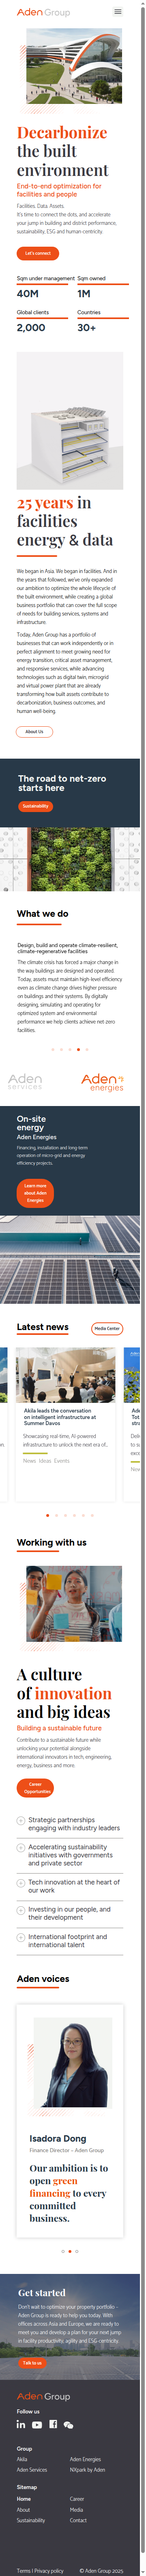 Aden Group
Decarbonize
the built
environment
End-to-end optimization for
facilities and people
Facilities. Data. Assets.
It's time to connect the dots, and accelerate
your jump in building and district performance,
sustainability, ESG and human-centricity.
Let's connect
Sqm under management
40M
Sqm owned
1M
Global clients
2,000
Countries
30+
25 years in
facilities
energy & data
We began in Asia. We began in facilities. And in
the years that followed, we've only expanded
our ambition to optimize the whole lifecycle of
the built environment, while creating a global
business portfolio that can cover the full scope
of needs for building services, systems and
infrastructure.
Today, Aden Group has a portfolio of
businesses that can work independently or in
perfect alignment to meet growing need for
energy transition, critical asset management,
and responsive services, while advancing
technologies such as digital twin, microgrid
and virtual power plant that are already
transforming how built assets contribute to
decarbonization, business outcomes, and
human well-being.
About Us
The road to net-zero
starts here
Sustainability
What we do
Design, build and operate climate-resilient,
climate-regenerative facilities
The climate crisis has forced a major change in
the way buildings are designed and operated.
Today, assets must maintain high level efficiency
even as climate change demands higher pressure
on buildings and their systems. By digitally
designing, simulating and operating for
optimized system and environmental
performance we help clients achieve net zero
facilities.
Aden services
Aden energies
On-site
energy
Aden Energies
Financing, installation and long-term
operation of micro-grid and energy
efficiency projects.
Learn more
about Aden
Energies
Latest news
Media Center
Akila leads the conversation
on intelligent infrastructure at
Summer Davos
Showcasing real-time, AI-powered
infrastructure to unlock the next era of...
News Ideas Events
Working with us
A culture
of innovation
and big ideas
Building a sustainable future
Contribute to a sustainable future while
unlocking your potential alongside
international innovators in tech, engineering,
energy, business and more.
Career
Opportunities
Strategic partnerships
engaging with industry leaders
Accelerating sustainability
initiatives with governments
and private sector
Tech innovation at the heart of
our work
Investing in our people, and
their development
International footprint and
international talent
Aden voices
Isadora Dong
Finance Director – Aden Group
Our ambition is to
open green
financing to every
committed
business.
Get started
Don't wait to optimize your property portfolio –
Aden Group is ready to help you today. With
offices across Asia and Europe, we are ready to
meet you and develop a plan for your next jump
in facility productivity, agility and ESG-centricity.
Talk to us
Aden Group
Follow us
Group
Akila
Aden Energies
Aden Services
NXpark by Aden
Sitemap
Home
Career
About
Media
Sustainability
Contact
Terms | Privacy policy
© Aden Group 2025